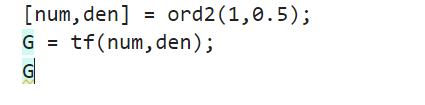 [num,den] = ord2(1,0.5);
G = tf(num,den);
G